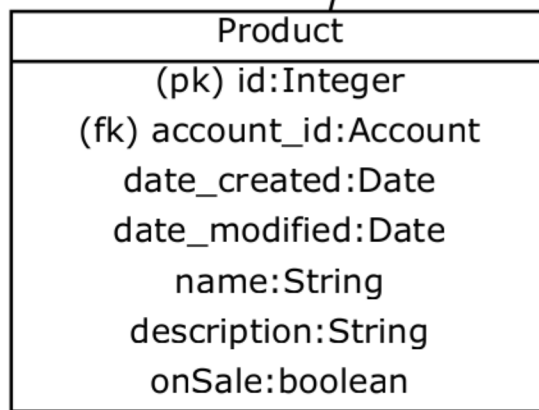 Product
(pk) id:Integer
(fk) account_id:Account
date_created:Date
date_modified:Date
name:String
description:String
onSale:boolean